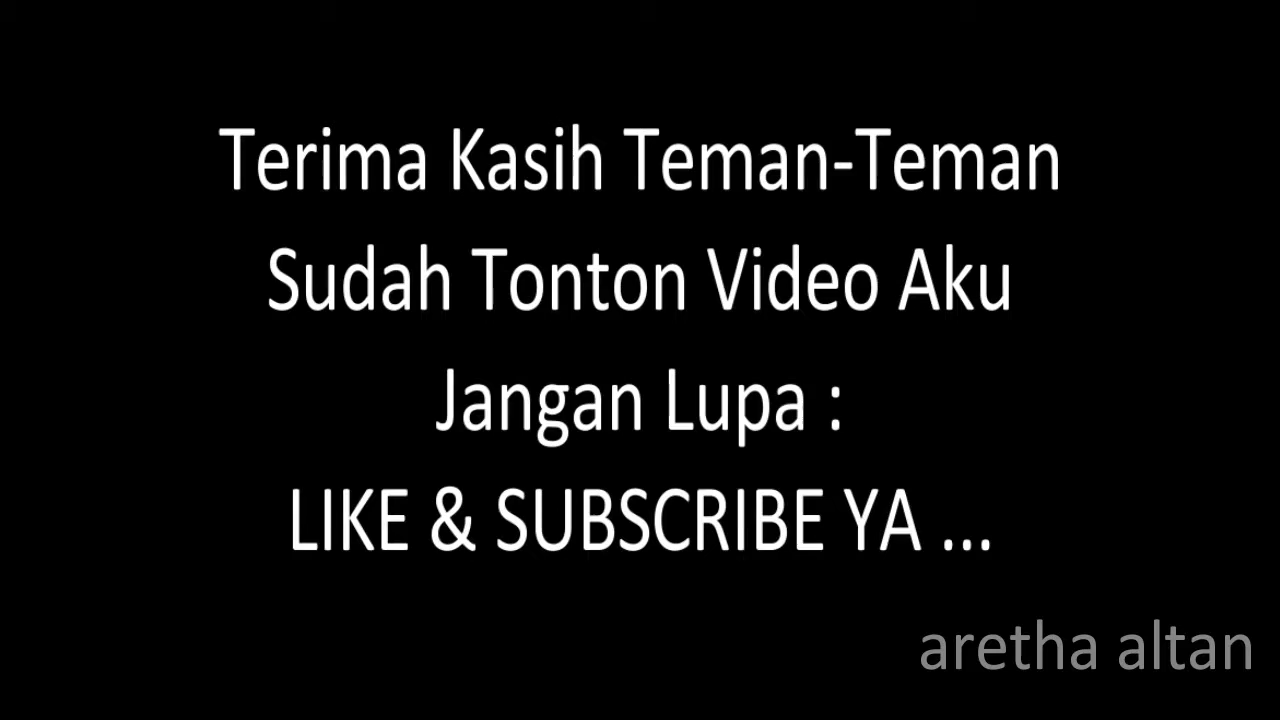 Terima Kasih Teman-Teman
Sudah Tonton Video Aku
Jangan Lupa :
LIKE & SUBSCRIBE YA ...
aretha altan